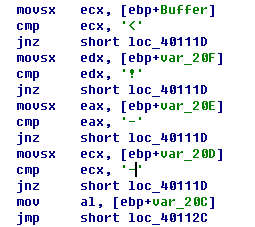 movsx ecx, [ebp+Buffer]
cmp ecx, '<'
jnz short loc_40111D
movsx edx, [ebp+var_20F]
cmp edx, '!'
jnz short loc_40111D
movsx eax, [ebp+var_20E]
cmp eax, '-'
jnz short loc_40111D
movsx ecx, [ebp+var_20D]
cmp ecx, '-'
jnz short loc_40111D
mov al, [ebp+var_20C]
jmp short loc_40112C